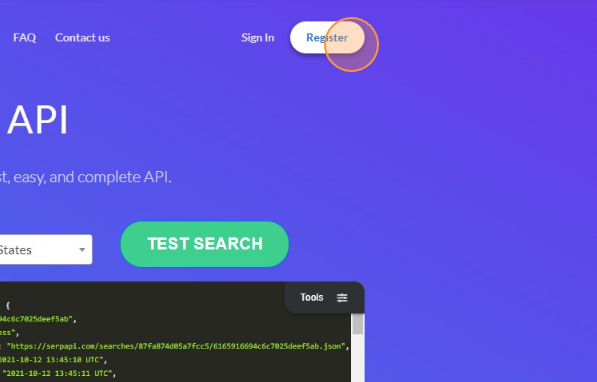 FAQ Contact us Sign In Register
API
st, easy, and complete API.
States TEST SEARCH
Tools
{
94c6c7025deef5ab",
ess",
: "https://serpapi.com/searches/87fa874d05a7fcc5/6165916694c6c7025deef5ab.json",
2021-10-12 13:45:10 UTC",
"2021-10-12 13:45:11 UTC",